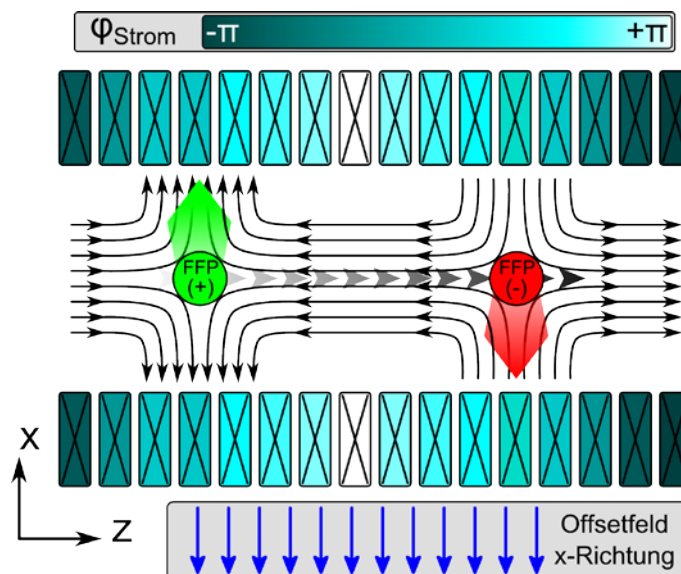 φStrom -π +π
FFP
(+)
FFP
(-)
X
Z
Offsetfeld
x-Richtung